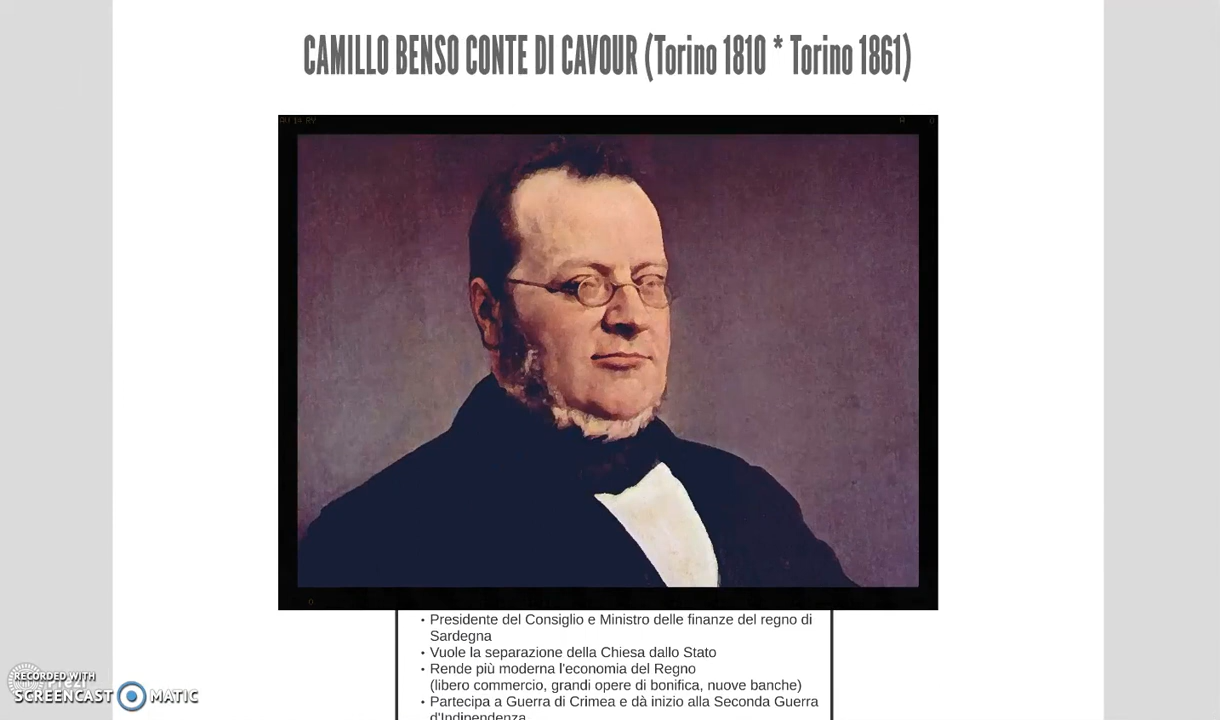 CAMILLO BENSO CONTE DI CAVOUR (Torino 1810 * Torino 1861)
• Presidente del Consiglio e Ministro delle finanze del regno di
Sardegna
• Vuole la separazione della Chiesa dallo Stato
• Rende più moderna l'economia del Regno
(libero commercio, grandi opere di bonifica, nuove banche)
• Partecipa a Guerra di Crimea e dà inizio alla Seconda Guerra
d'Indipendenza
RECORDED WITH
Prezi
SCREENCAST MATIC